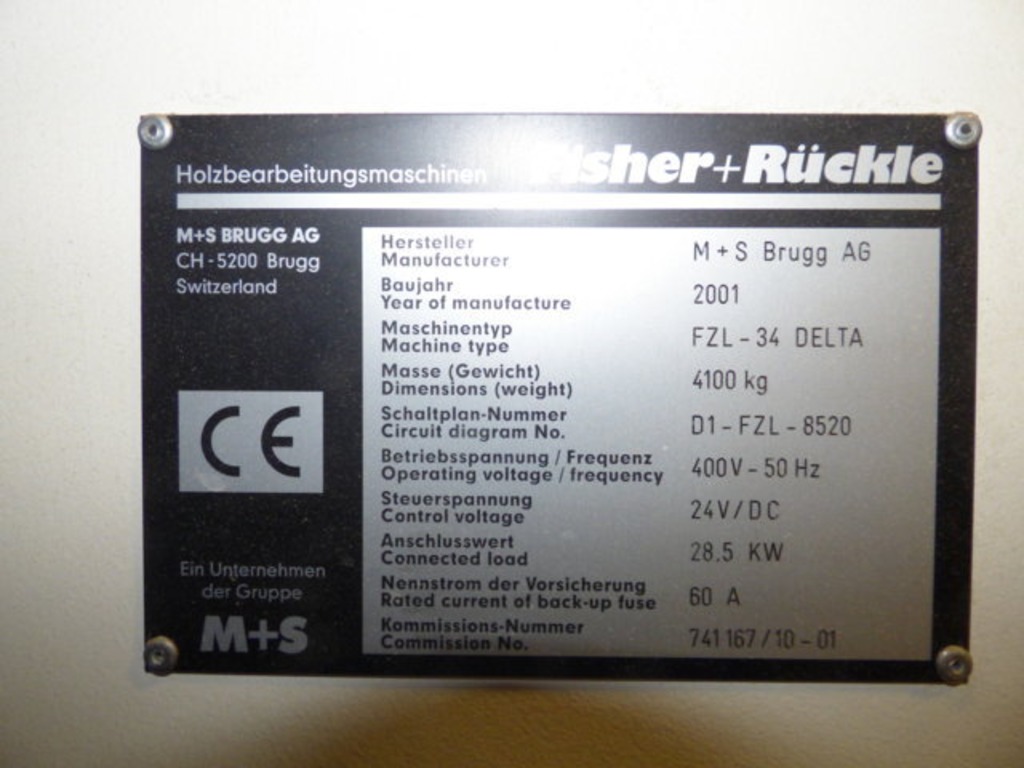 Holzbearbeitungsmaschinen Fisher+Rückle
M+S BRUGG AG
CH-5200 Brugg
Switzerland
CE
Ein Unternehmen
der Gruppe
M+S
Hersteller
Manufacturer
M+S Brugg AG
Baujahr
Year of manufacture
2001
Maschinentyp
Machine type
FZL-34 DELTA
Masse (Gewicht)
Dimensions (weight)
4100 kg
Schaltplan-Nummer
Circuit diagram No.
D1-FZL-8520
Betriebsspannung / Frequenz
Operating voltage / frequency
400V-50 Hz
Steuerspannung
Control voltage
24V/DC
Anschlusswert
Connected load
28.5 KW
Nennstrom der Vorsicherung
Rated current of back-up fuse
60 A
Kommissions-Nummer
Commission No.
741167/10-01